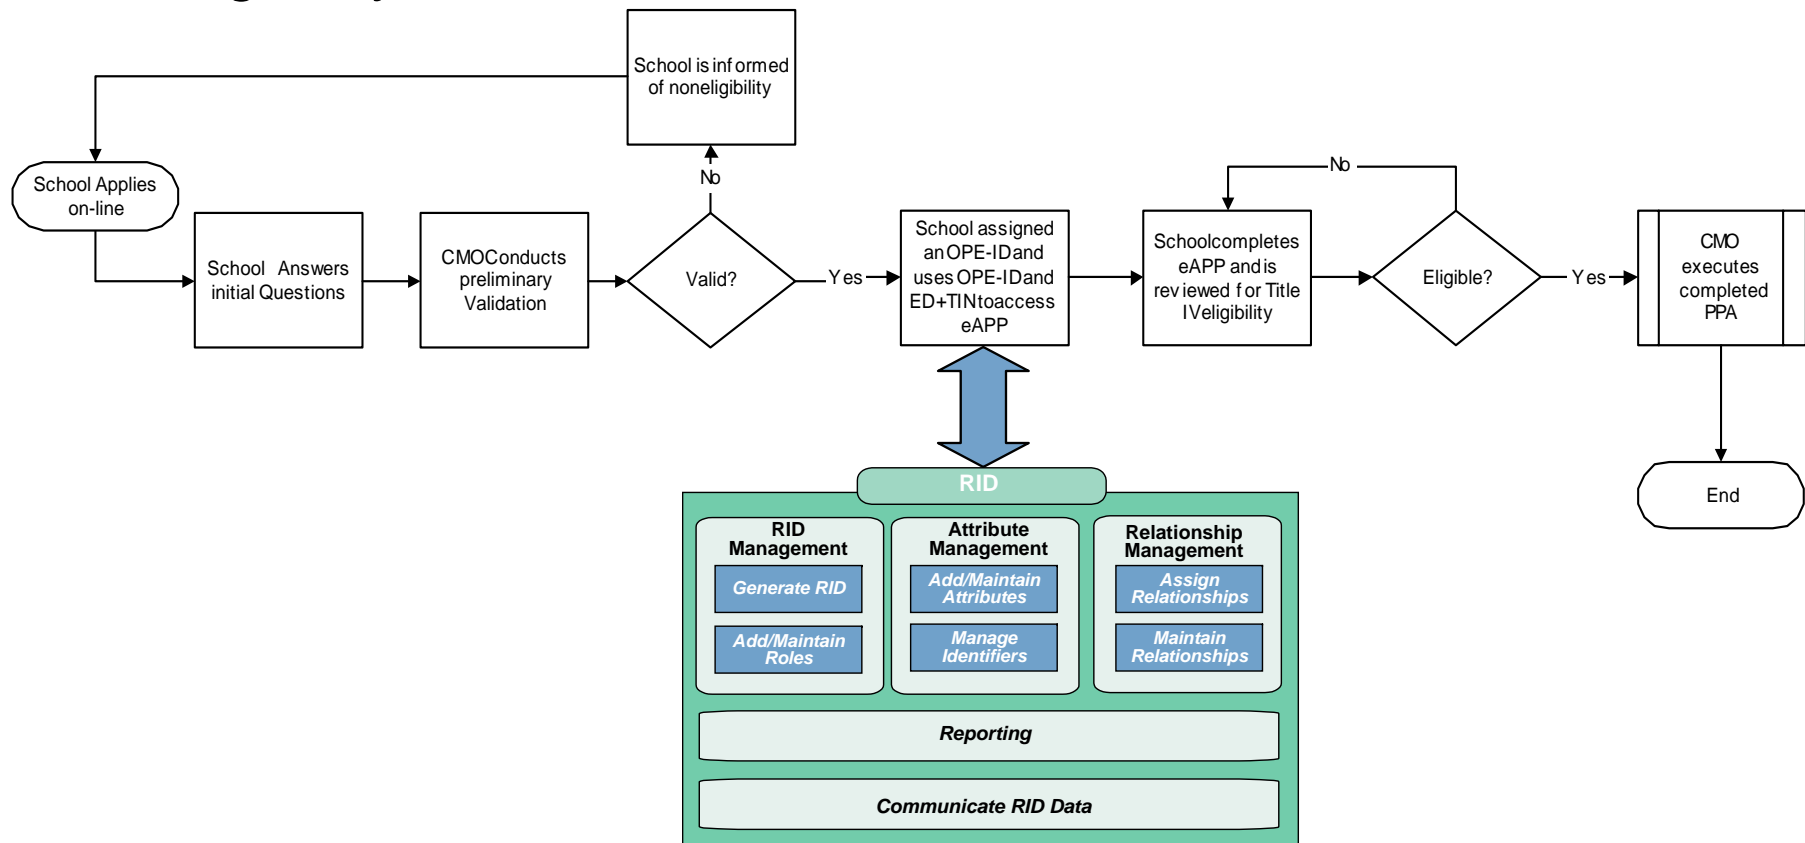 School is informed
of noneligibility
School Applies
on-line
School Answers
initial Questions
CMOConducts
preliminary
Validation
No
Valid?
Yes
School assigned
an OPE-ID and
uses OPE-ID and
ED+TIN to access
eAPP
School completes
eAPP and is
reviewed for Title
IV eligibility
No
Eligible?
Yes
CMO
executes
completed
PPA
End
RID
RID
Management
Generate RID
Add/Maintain
Roles
Attribute
Management
Add/Maintain
Attributes
Manage
Identifiers
Relationship
Management
Assign
Relationships
Maintain
Relationships
Reporting
Communicate RID Data